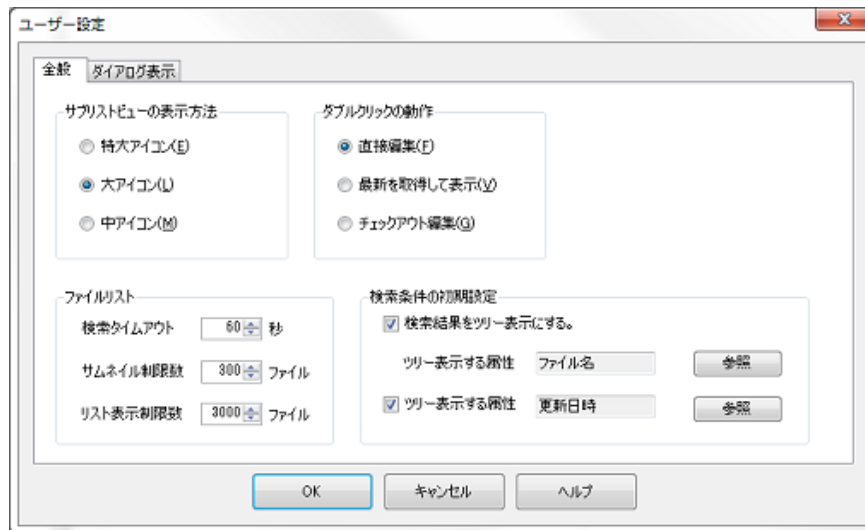 ユーザー設定
全般 ダイアログ表示
サブリストビューの表示方法
特大アイコン(E)
大アイコン(L)
中アイコン(M)
ダブルクリックの動作
直接編集(F)
最新を取得して表示(V)
チェックアウト編集(G)
ファイルリスト
検索タイムアウト 60 秒
サムネイル制限数 300 ファイル
リスト表示制限数 3000 ファイル
検索条件の初期設定
検索結果をツリー表示にする。
ツリー表示する属性 ファイル名 参照
ツリー表示する属性 更新日時 参照
OK キャンセル ヘルプ